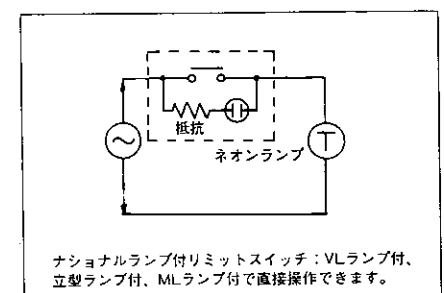 抵抗
ネオンランプ
T
ナショナルランプ付リミットスイッチ：VLランプ付、
立型ランプ付、MLランプ付で直接操作できます。